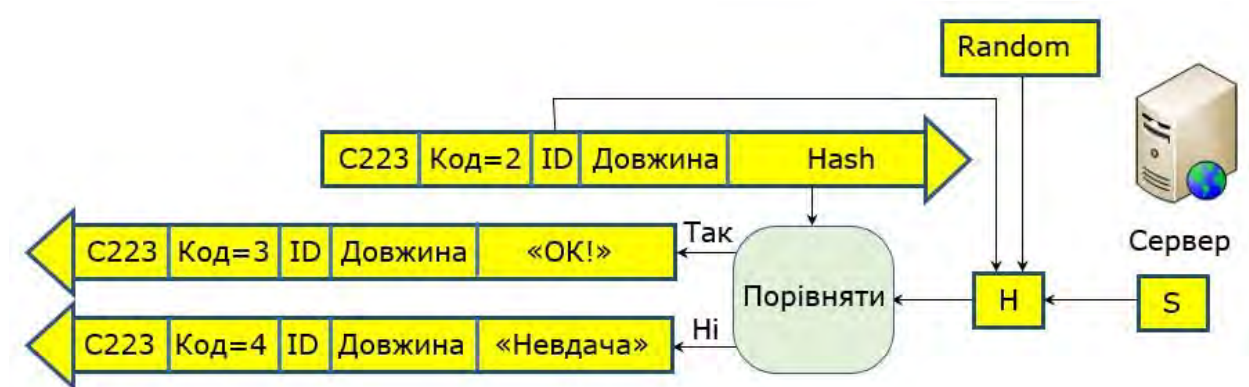 Random
C223 Код=2 ID Довжина Hash
Так
C223 Код=3 ID Довжина «ОК!»
Сервер
Порівняти
H
S
Ні
C223 Код=4 ID Довжина «Невдача»